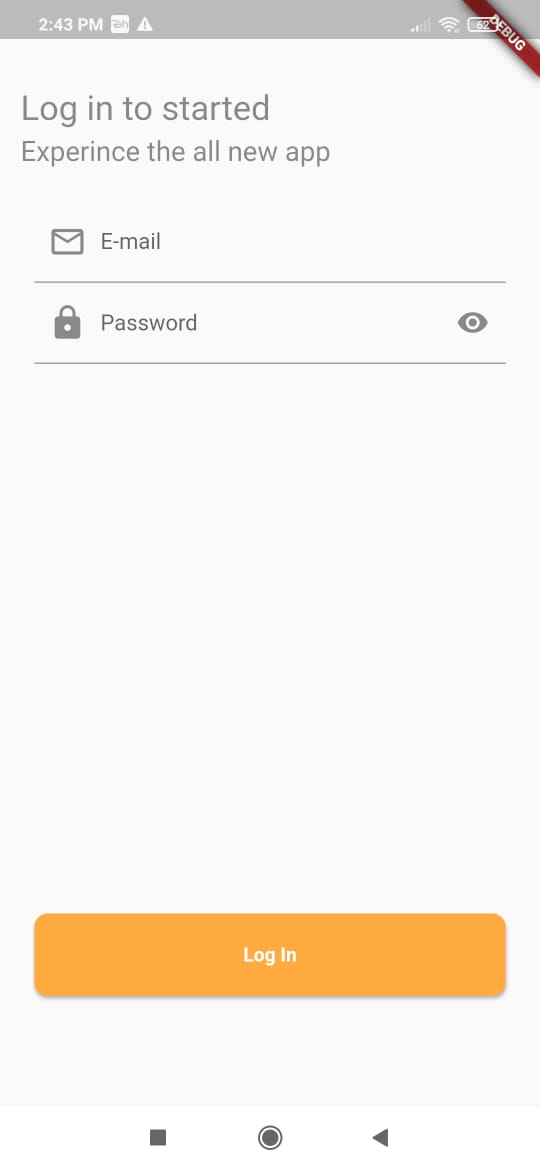 2:43 PM
62
DEBUG
Log in to started
Experince the all new app
E-mail
Password
Log In